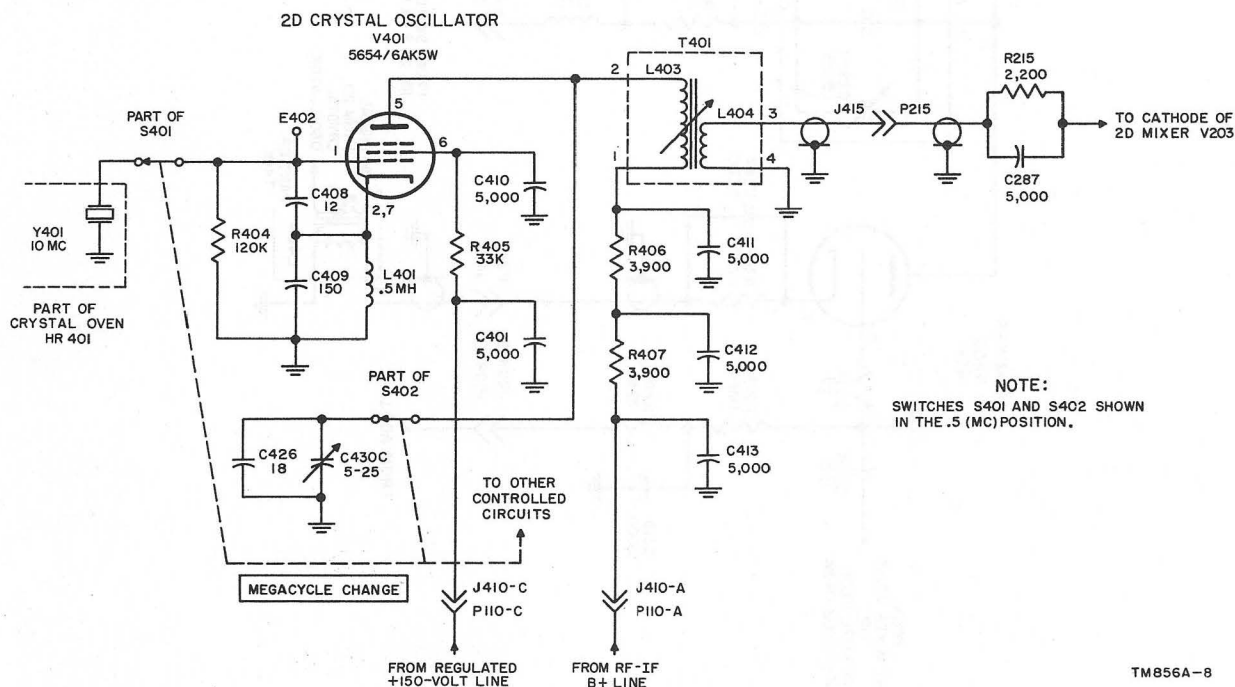 2D CRYSTAL OSCILLATOR
V401
5654/6AK5W
PART OF
S401
E402
5
6
1
2,7
Y401
10 MC
PART OF
CRYSTAL OVEN
HR 401
R404
120K
C408
12
C409
150
L401
.5MH
C410
5,000
R405
33K
C401
5,000
PART OF
S402
C426
18
C430C
5-25
TO OTHER
CONTROLLED
CIRCUITS
MEGACYCLE CHANGE
J410-C
P110-C
FROM REGULATED
+150-VOLT LINE
T401
2
L403
L404
3
1
4
C411
5,000
R406
3,900
C412
5,000
R407
3,900
C413
5,000
J410-A
P110-A
FROM RF-IF
B+ LINE
J415
P215
R215
2,200
C287
5,000
TO CATHODE OF
2D MIXER V203
NOTE:
SWITCHES S401 AND S402 SHOWN
IN THE .5 (MC) POSITION.
TM856A-8